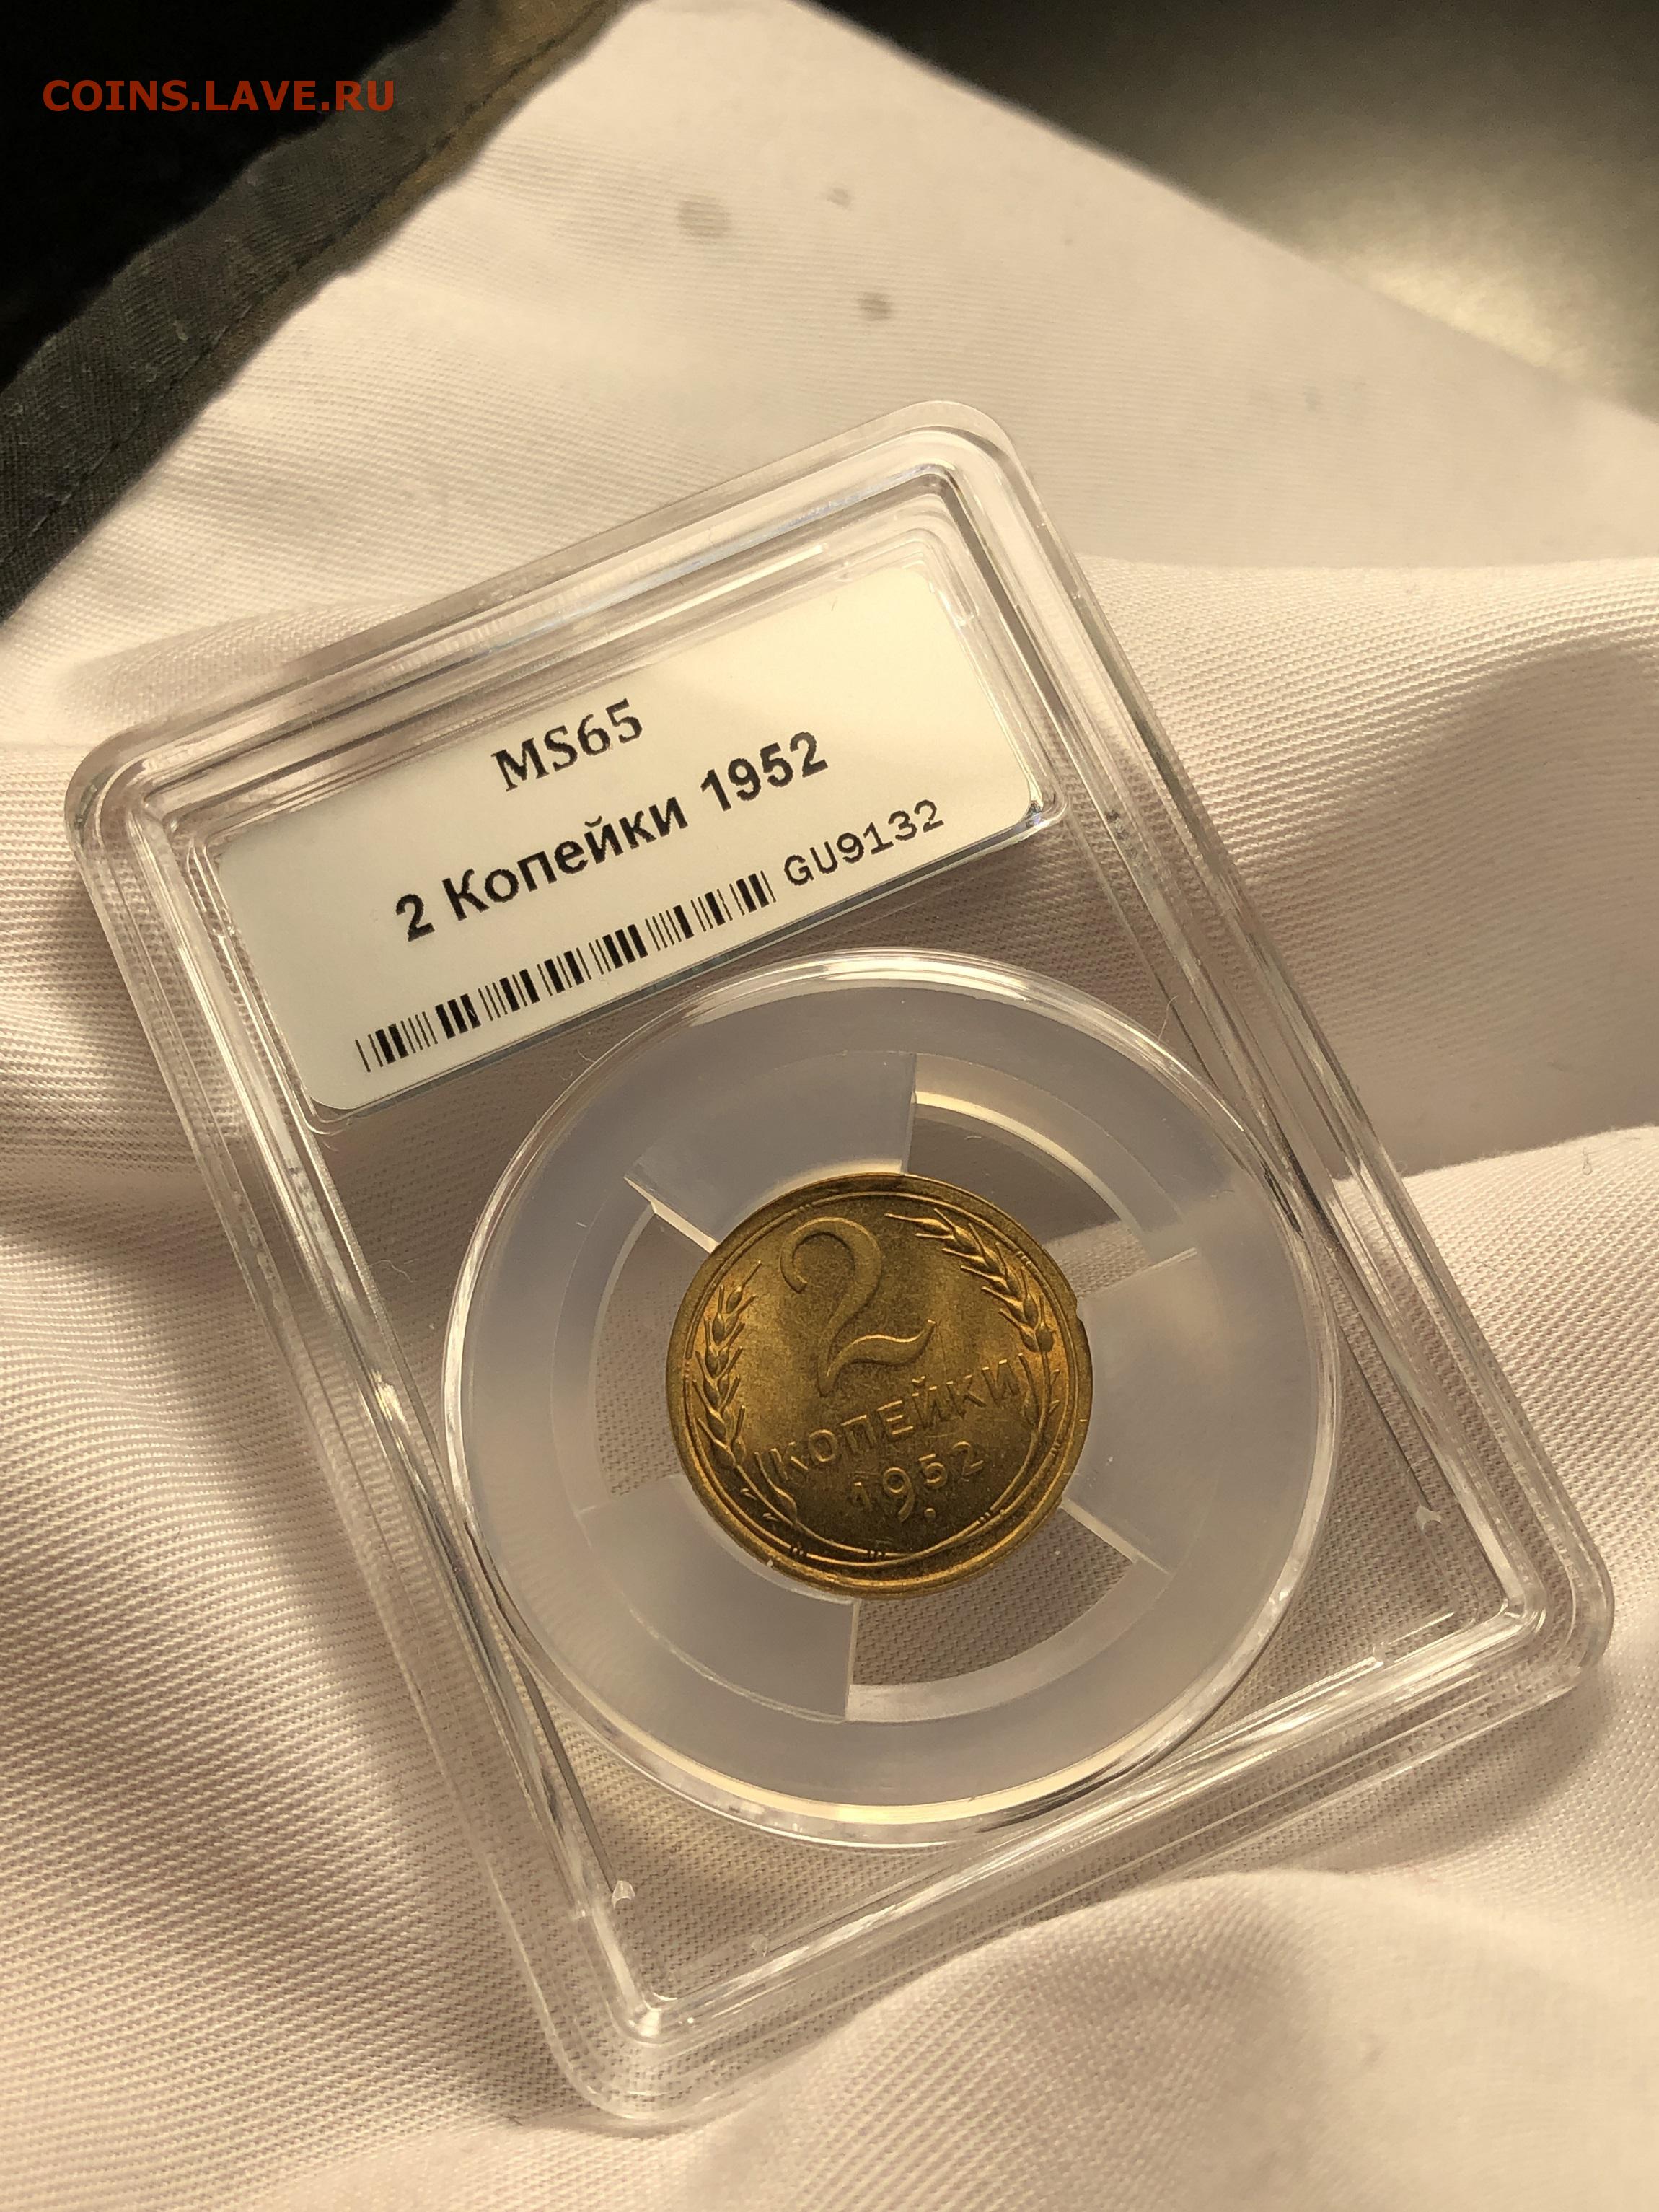 COINS.LAVE.RU
MS65
2 Копейки 1952
GU9132
2
КОПЕЙКИ
1952